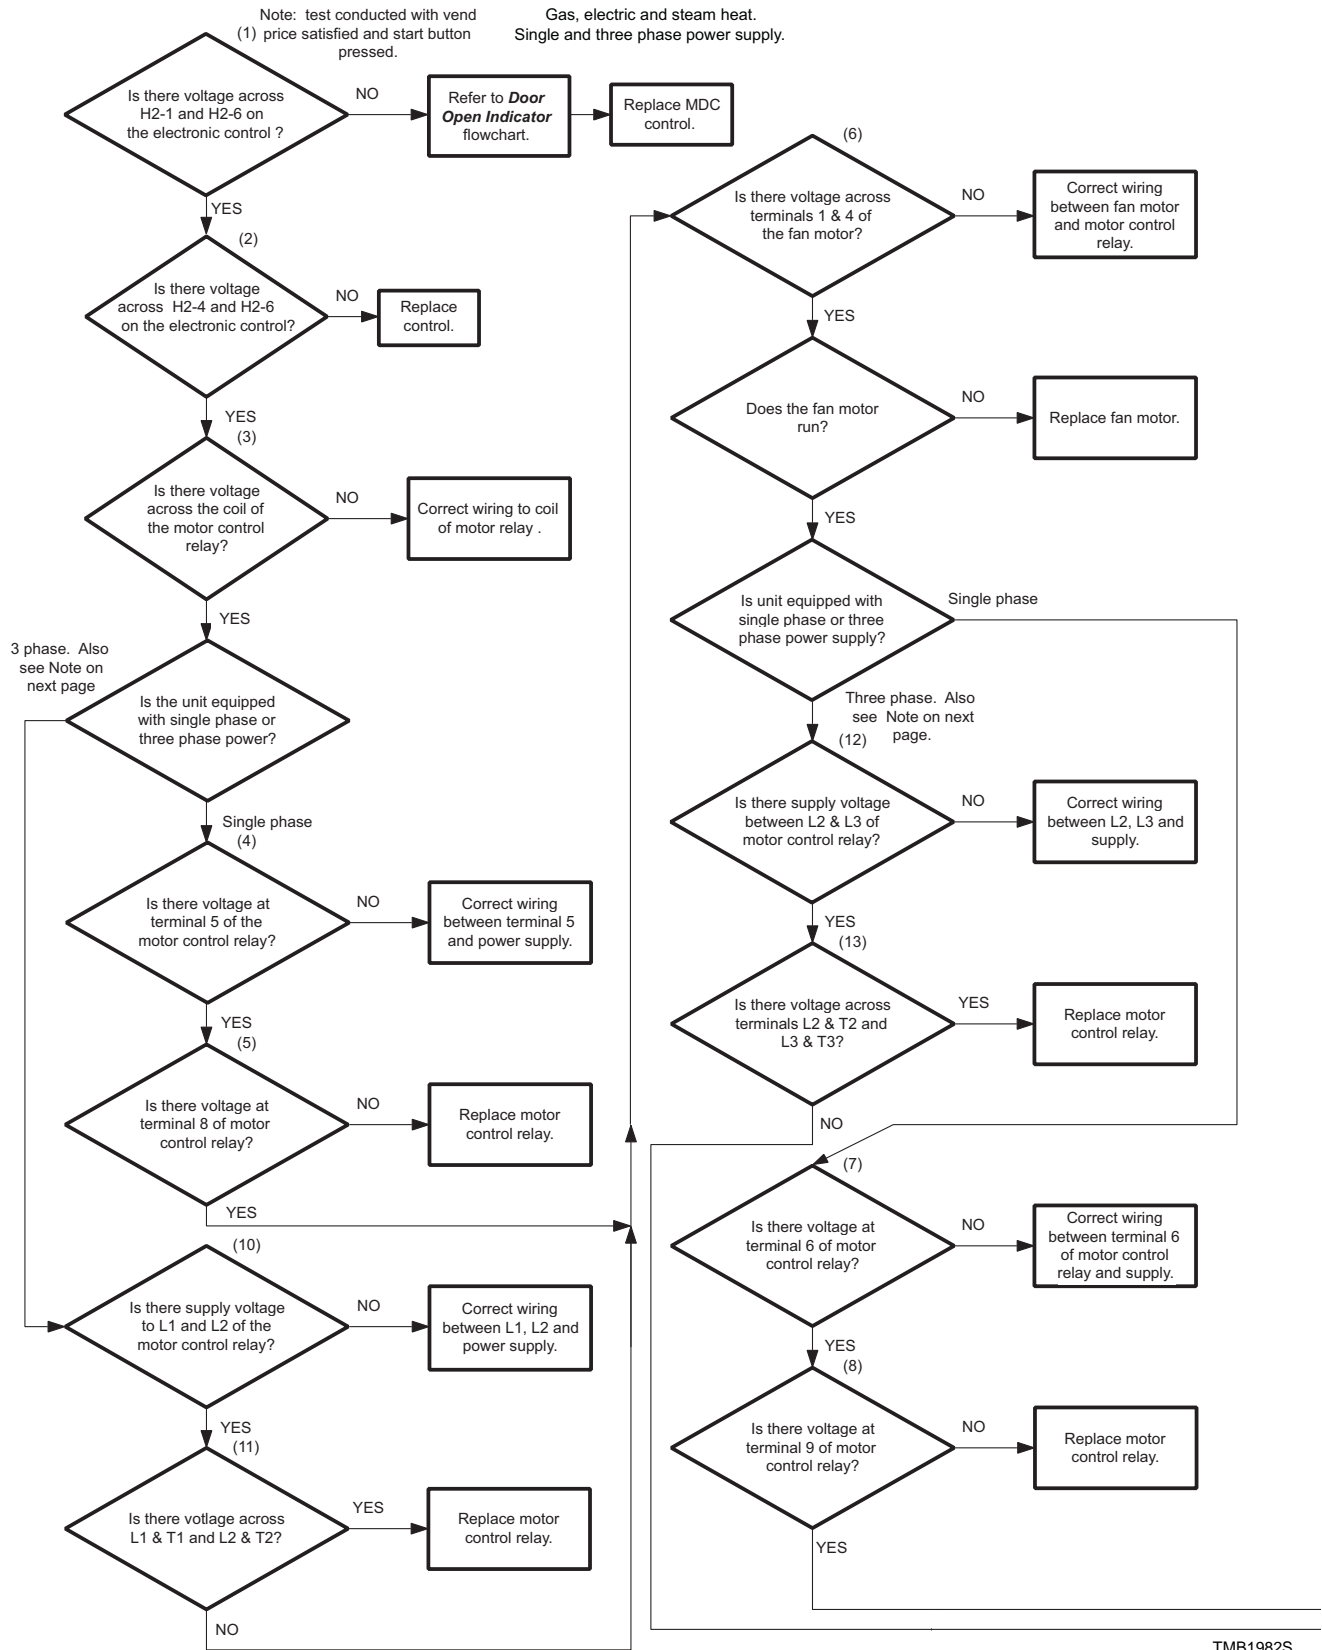 Note: test conducted with vend
(1) price satisfied and start button
pressed.
Gas, electric and steam heat.
Single and three phase power supply.
Is there voltage across
H2-1 and H2-6 on
the electronic control ?
NO
Refer to Door
Open Indicator
flowchart.
Replace MDC
control.
YES
(2)
Is there voltage
across H2-4 and H2-6
on the electronic control?
NO
Replace
control.
YES
(3)
Is there voltage
across the coil of
the motor control
relay?
NO
Correct wiring to coil
of motor relay .
YES
3 phase. Also
see Note on
next page
Is the unit equipped
with single phase or
three phase power?
Single phase
(4)
Is there voltage at
terminal 5 of the
motor control relay?
NO
Correct wiring
between terminal 5
and power supply.
YES
(5)
Is there voltage at
terminal 8 of motor
control relay?
NO
Replace motor
control relay.
YES
(10)
Is there supply voltage
to L1 and L2 of the
motor control relay?
NO
Correct wiring
between L1, L2 and
power supply.
YES
(11)
Is there votlage across
L1 & T1 and L2 & T2?
YES
Replace motor
control relay.
NO
(6)
Is there voltage across
terminals 1 & 4 of
the fan motor?
NO
Correct wiring
between fan motor
and motor control
relay.
YES
Does the fan motor
run?
NO
Replace fan motor.
YES
Is unit equipped with
single phase or three
phase power supply?
Single phase
Three phase. Also
see Note on next
page.
(12)
Is there supply voltage
between L2 & L3 of
motor control relay?
NO
Correct wiring
between L2, L3 and
supply.
YES
(13)
Is there voltage across
terminals L2 & T2 and
L3 & T3?
YES
Replace motor
control relay.
NO
(7)
Is there voltage at
terminal 6 of motor
control relay?
NO
Correct wiring
between terminal 6
of motor control
relay and supply.
YES
(8)
Is there voltage at
terminal 9 of motor
control relay?
NO
Replace motor
control relay.
YES
TMB1982S